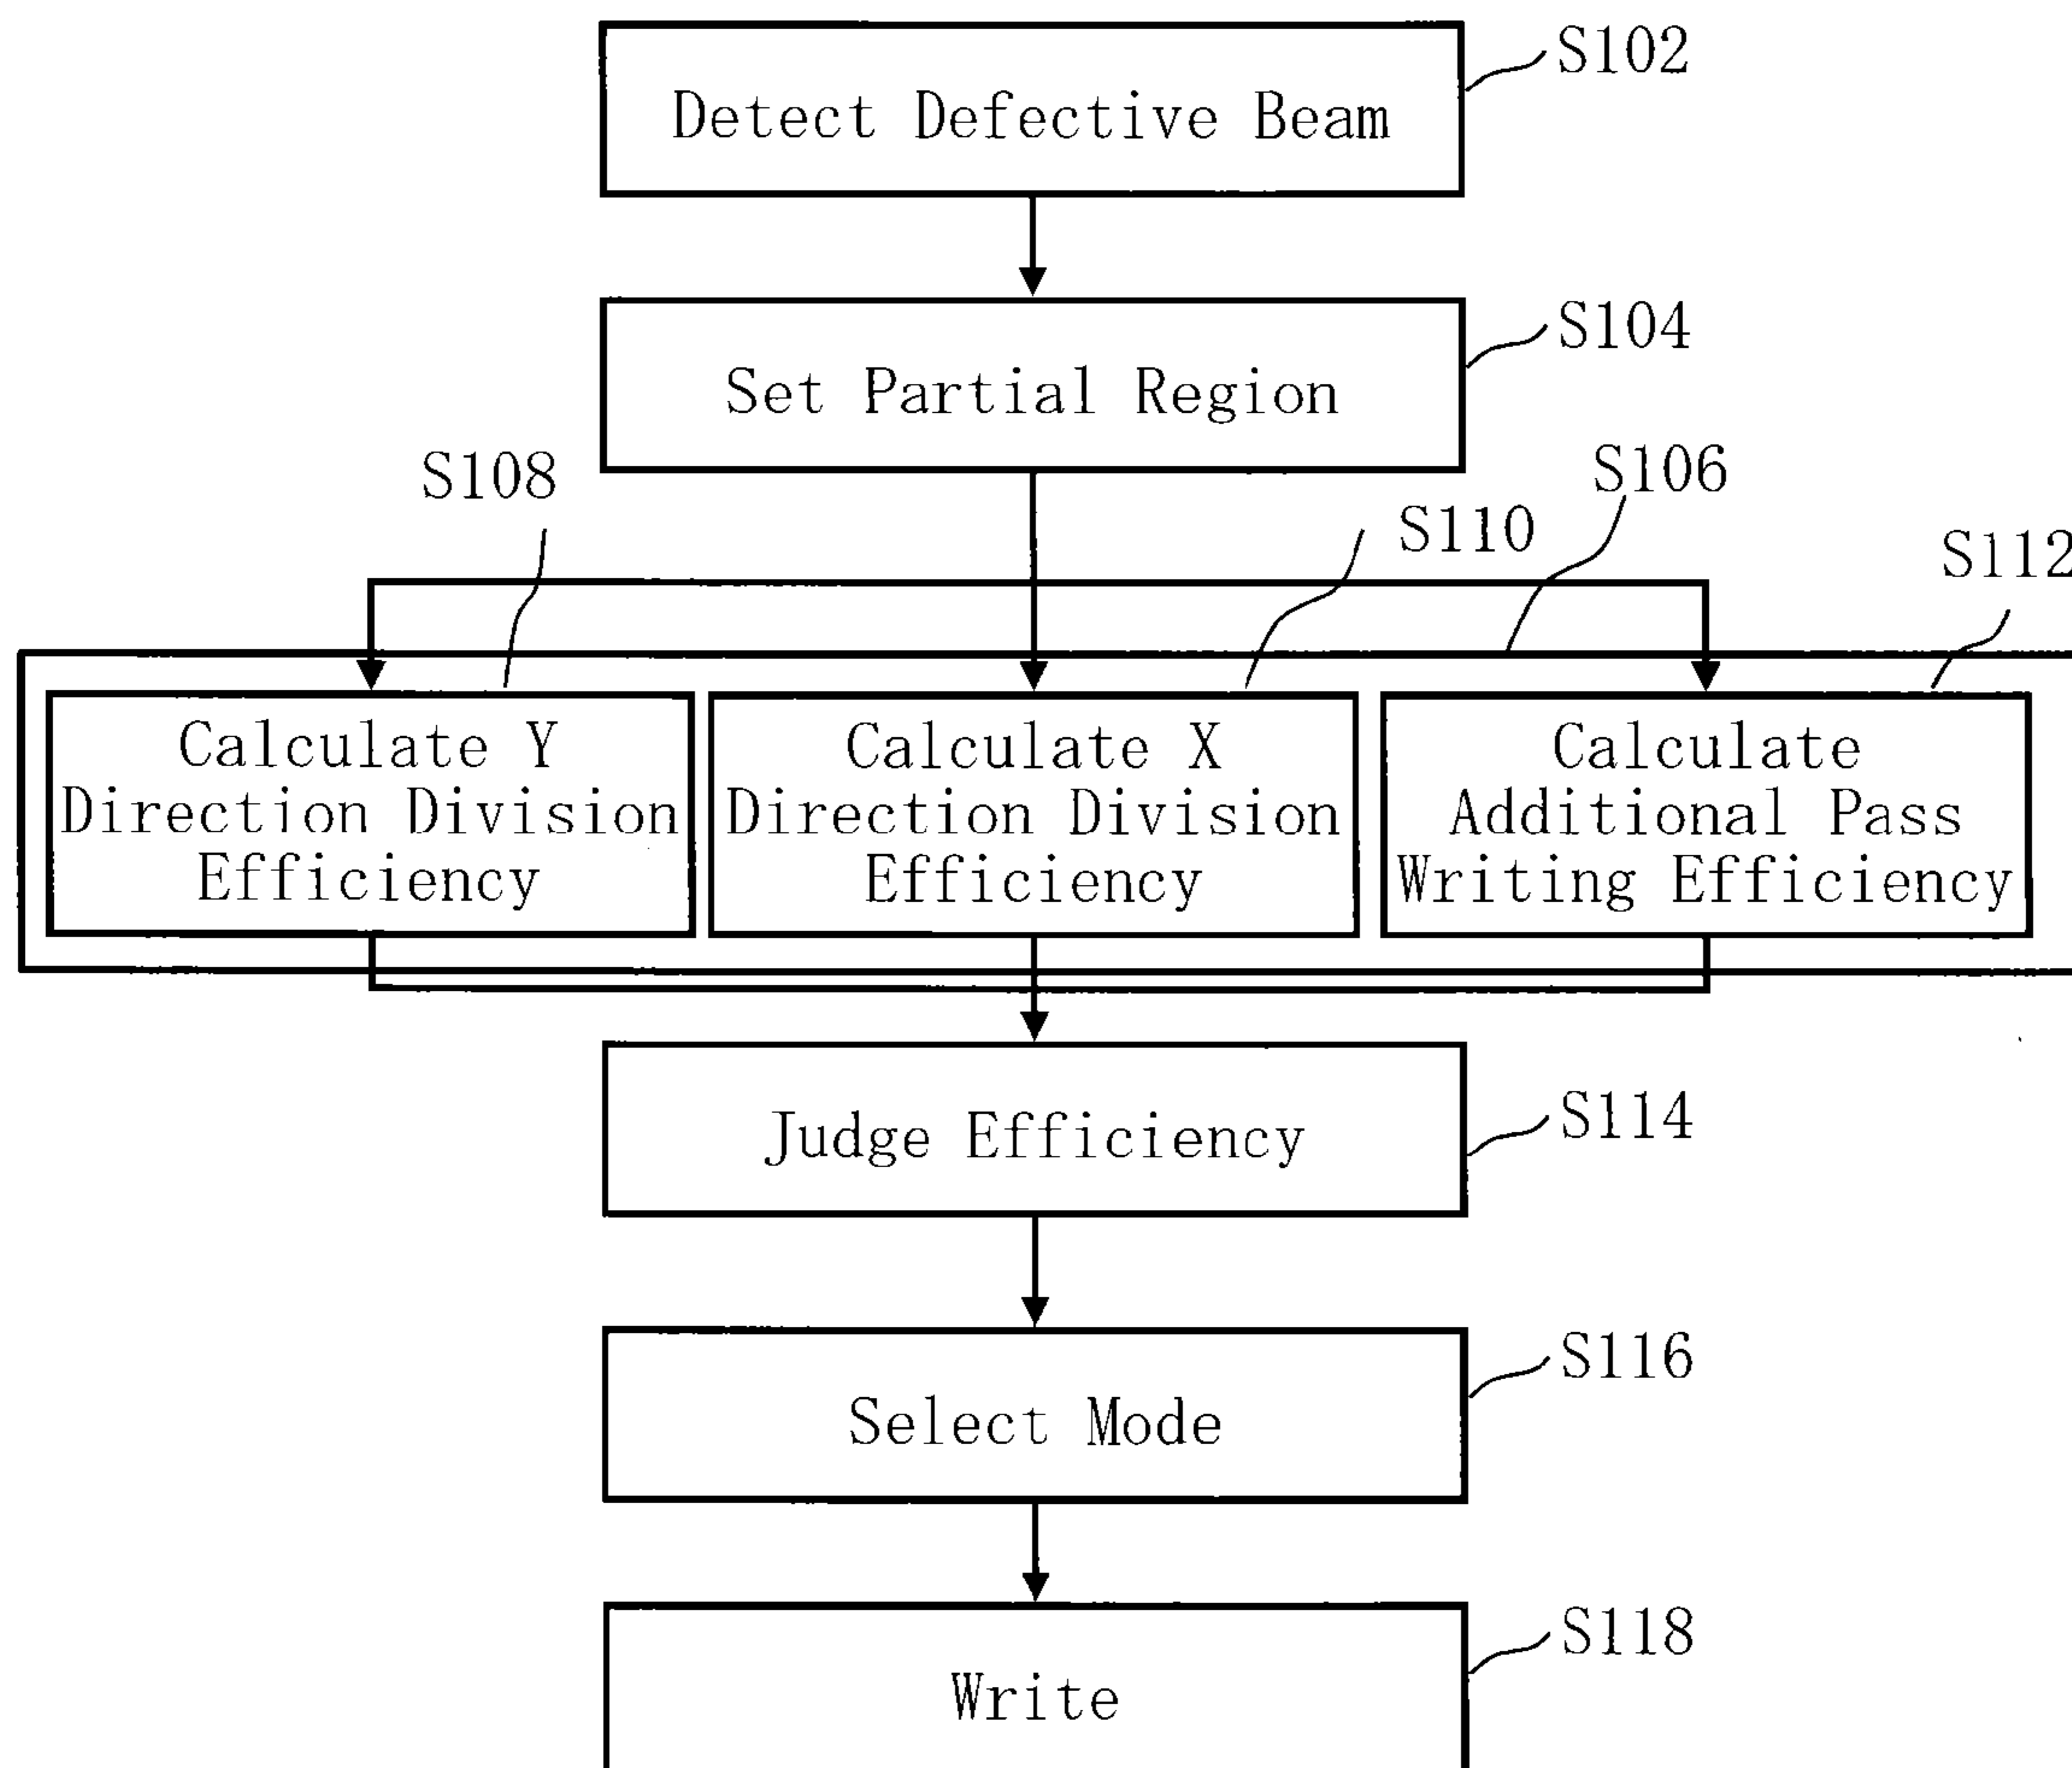 S102
Detect Defective Beam
S104
Set Partial Region
S106
S108
S110
S112
Calculate Y
Direction Division
Efficiency
Calculate X
Direction Division
Efficiency
Calculate
Additional Pass
Writing Efficiency
S114
Judge Efficiency
S116
Select Mode
S118
Write